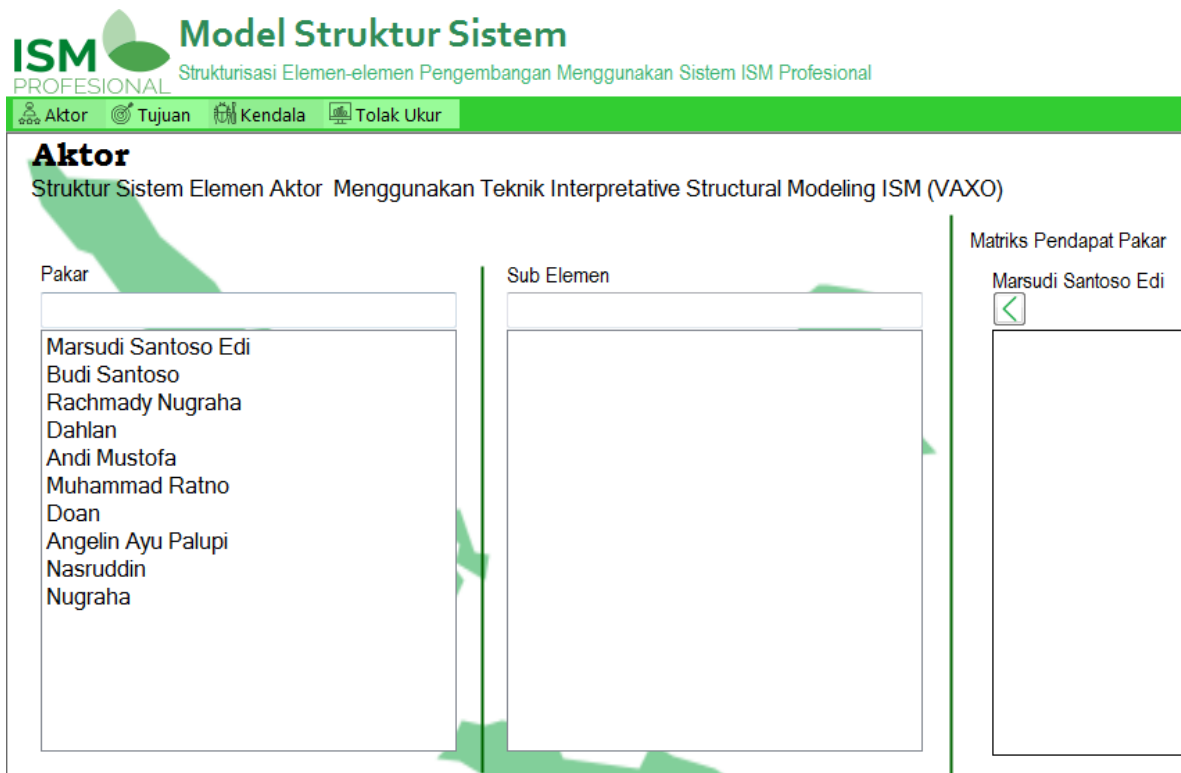 ISM
PROFESIONAL
Model Struktur Sistem
Strukturisasi Elemen-elemen Pengembangan Menggunakan Sistem ISM Profesional
Aktor Tujuan Kendala Tolak Ukur
Aktor
Struktur Sistem Elemen Aktor Menggunakan Teknik Interpretative Structural Modeling ISM (VAXO)
Pakar
Marsudi Santoso Edi
Budi Santoso
Rachmady Nugraha
Dahlan
Andi Mustofa
Muhammad Ratno
Doan
Angelin Ayu Palupi
Nasruddin
Nugraha
Sub Elemen
Matriks Pendapat Pakar
Marsudi Santoso Edi